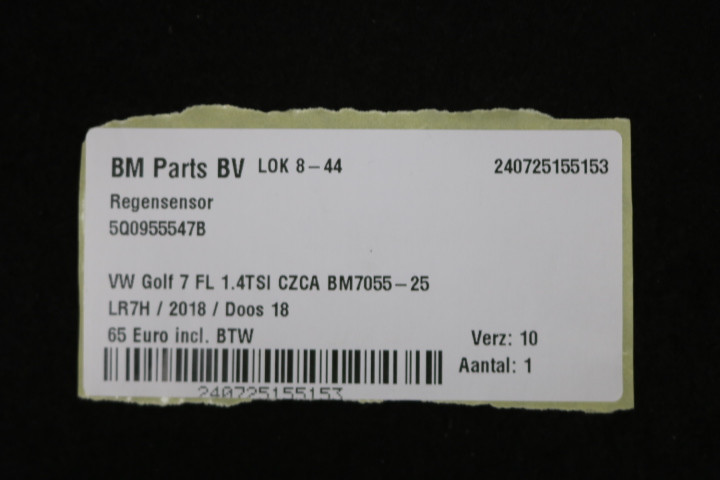 BM Parts BV LOK 8-44 240725155153
Regensensor
5Q0955547B
VW Golf 7 FL 1.4TSI CZCA BM7055-25
LR7H / 2018 / Doos 18
65 Euro incl. BTW Verz: 10
Aantal: 1
240725155153